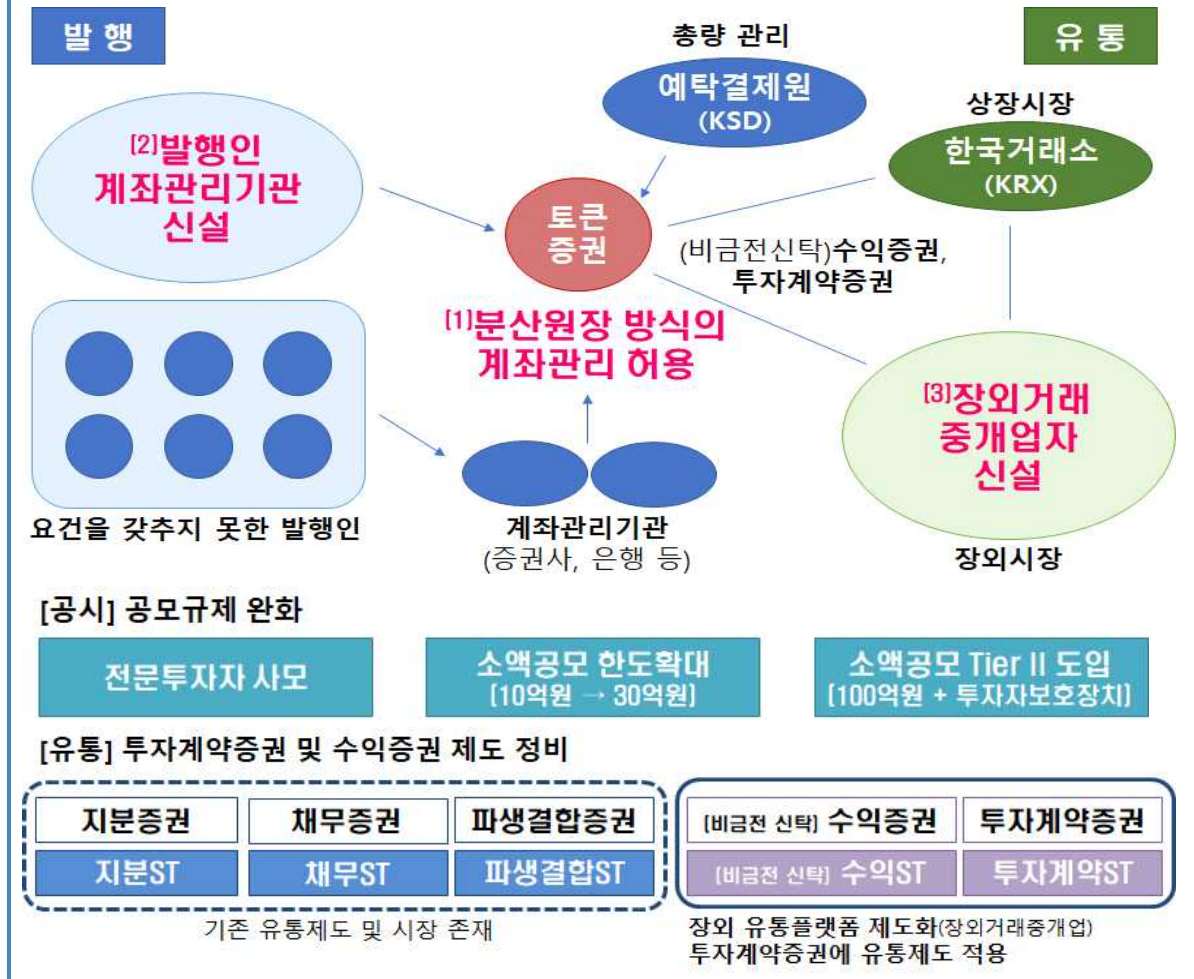 발 행
유 통
총량 관리
예탁결제원
(KSD)
상장시장
한국거래소
(KRX)
[2]발행인
계좌관리기관
신설
토큰
증권
(비금전신탁)수익증권,
투자계약증권
[1]분산원장 방식의
계좌관리 허용
[3]장외거래
중개업자
신설
장외시장
요건을 갖추지 못한 발행인
계좌관리기관
(증권사, 은행 등)
[공시] 공모규제 완화
전문투자자 사모
소액공모 한도확대
[10억원 → 30억원]
소액공모 Tier II 도입
[100억원 + 투자자보호장치]
[유통] 투자계약증권 및 수익증권 제도 정비
지분증권
채무증권
파생결합증권
[비금전 신탁] 수익증권
투자계약증권
지분ST
채무ST
파생결합ST
[비금전 신탁] 수익ST
투자계약ST
기존 유통제도 및 시장 존재
장외 유통플랫폼 제도화(장외거래중개업)
투자계약증권에 유통제도 적용